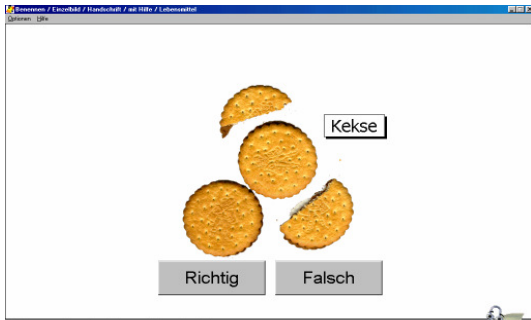 Benennen / Einzelbild / Handschrift / mit Hilfe / Lebensmittel
Optionen Hilfe
Kekse
Richtig Falsch